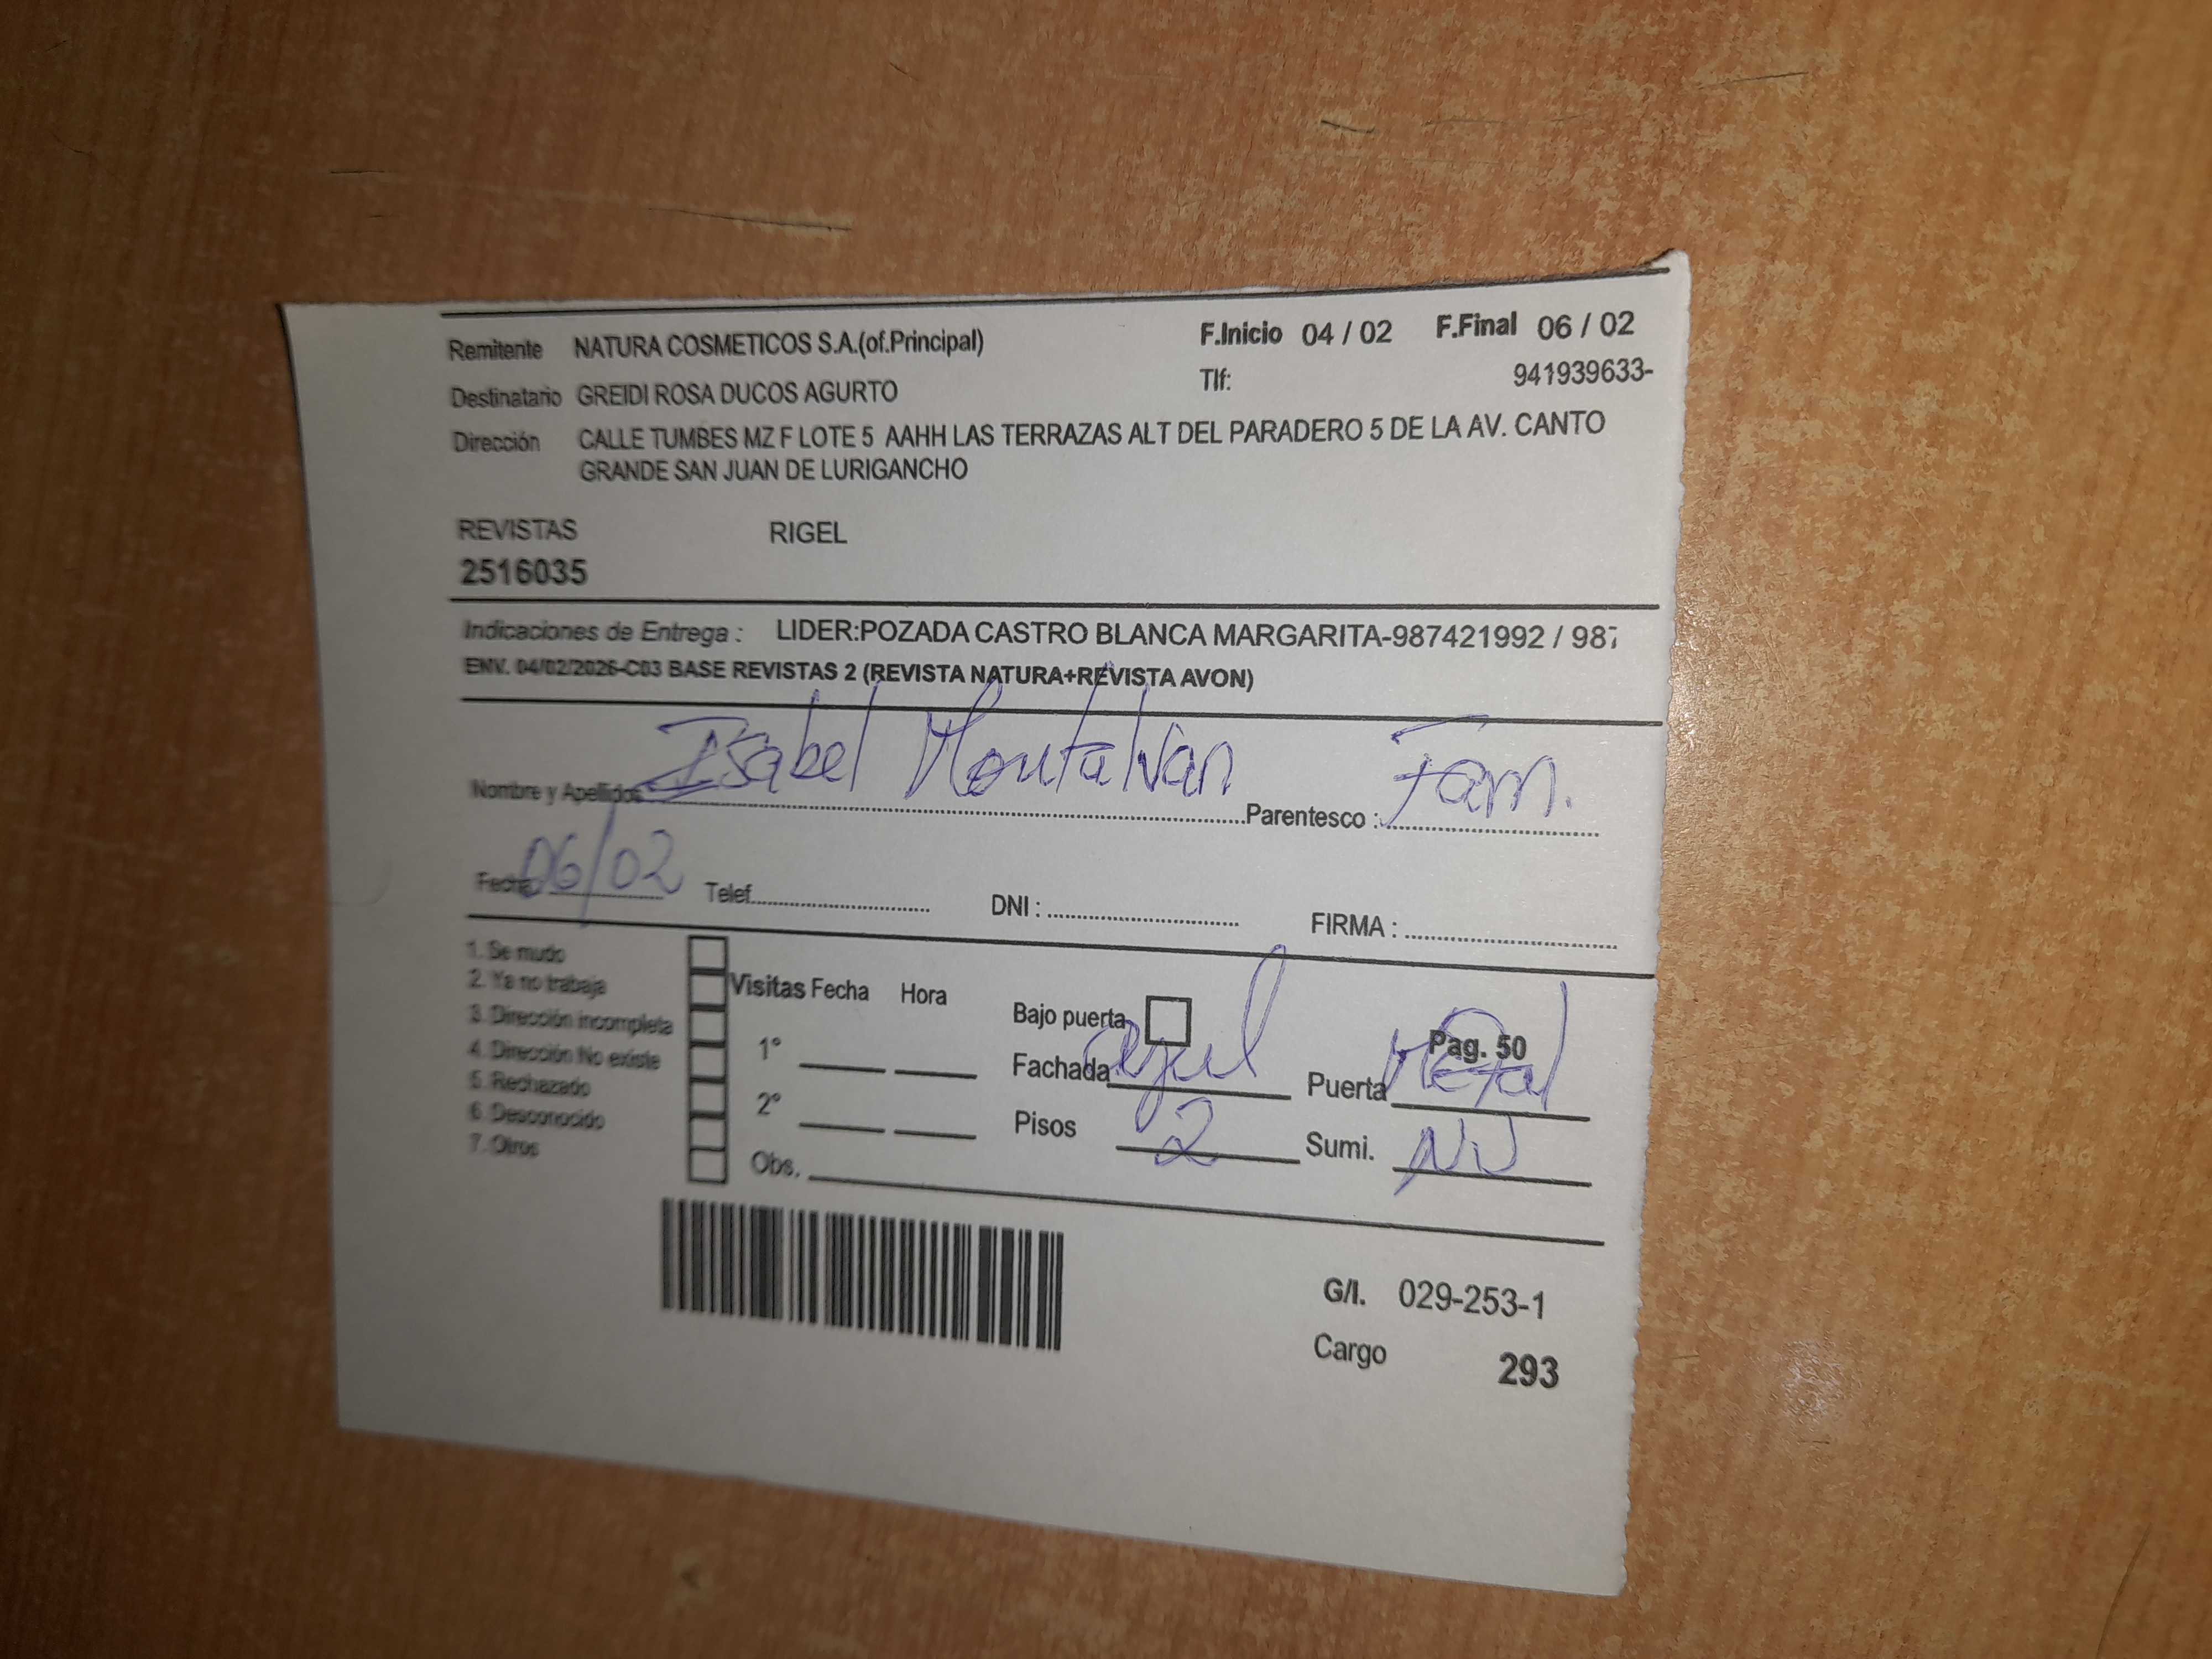 Remitente NATURA COSMETICOS S.A.(of.Principal) F.Inicio 04 / 02 F.Final 06 / 02
Destinatario GREIDI ROSA DUCOS AGURTO Tlf: 941939633-
Dirección CALLE TUMBES MZ F LOTE 5 AAHH LAS TERRAZAS ALT DEL PARADERO 5 DE LA AV. CANTO
GRANDE SAN JUAN DE LURIGANCHO
REVISTAS RIGEL
2516035
Indicaciones de Entrega : LIDER:POZADA CASTRO BLANCA MARGARITA-987421992 / 987
ENV. 04/02/2026-C03 BASE REVISTAS 2 (REVISTA NATURA+REVISTA AVON)
Nombre y Apellidos Isabel Montalvan Parentesco : Fam.
Fecha 06/02 Telef. DNI : FIRMA :
1. Se mudo
2. Ya no trabaja
3. Dirección incompleta
4. Dirección No existe
5. Rechazado
6. Desconocido
7. Otros
Visitas Fecha Hora
1°
2°
Obs.
Bajo puerta Pag. 50
Fachada azul Puerta Metal
Pisos 2 Sumi.
G/I. 029-253-1
Cargo 293